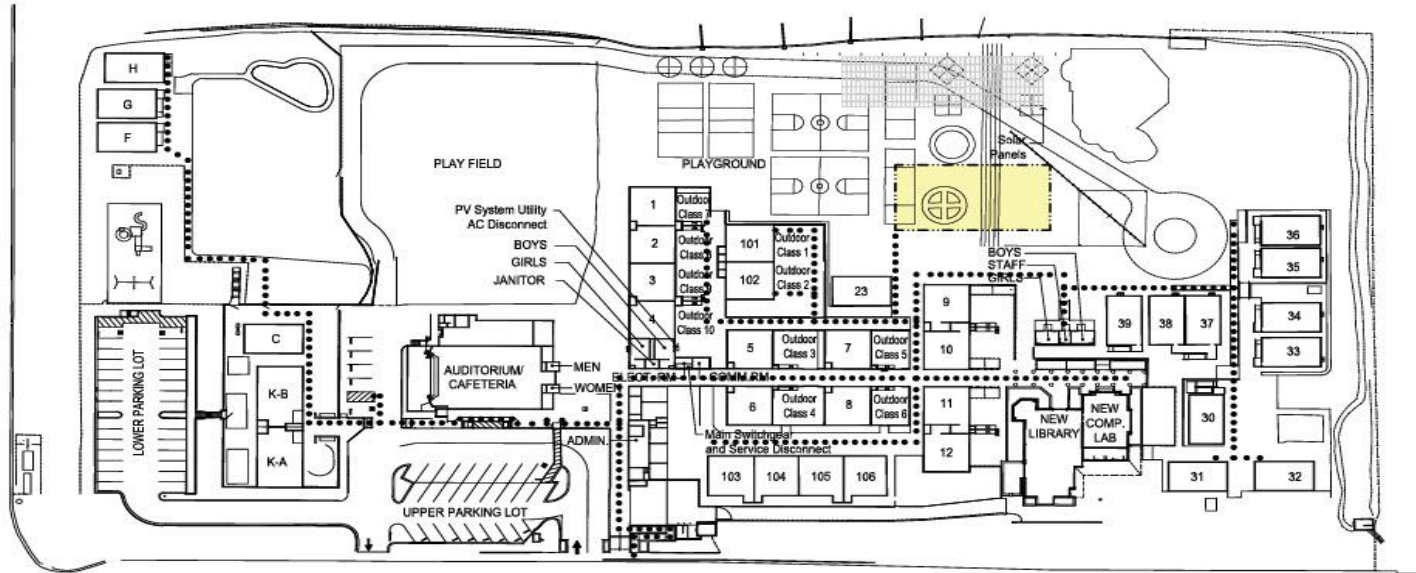 H
G
F
PLAY FIELD
PLAYGROUND
Solar
Panels
PV System Utility
AC Disconnect
BOYS
GIRLS
JANITOR
1
Outdoor
Class 7
2
Outdoor
3
Outdoor
4
Outdoor
Class 10
101
Outdoor
Class 1
102
Outdoor
Class 2
23
BOYS
STAFF
GIRLS
36
35
34
33
39
38
37
9
10
C
K-B
K-A
LOWER PARKING LOT
AUDITORIUM/
CAFETERIA
MEN
WOMEN
ELECT. RM
COMM.RM
5
Outdoor
Class 3
7
Outdoor
Class 5
6
Outdoor
Class 4
8
Outdoor
Class 6
11
12
NEW
LIBRARY
NEW
COMP.
LAB
30
31
32
ADMIN.
Main Switchgear
and Service Disconnect
103
104
105
106
UPPER PARKING LOT